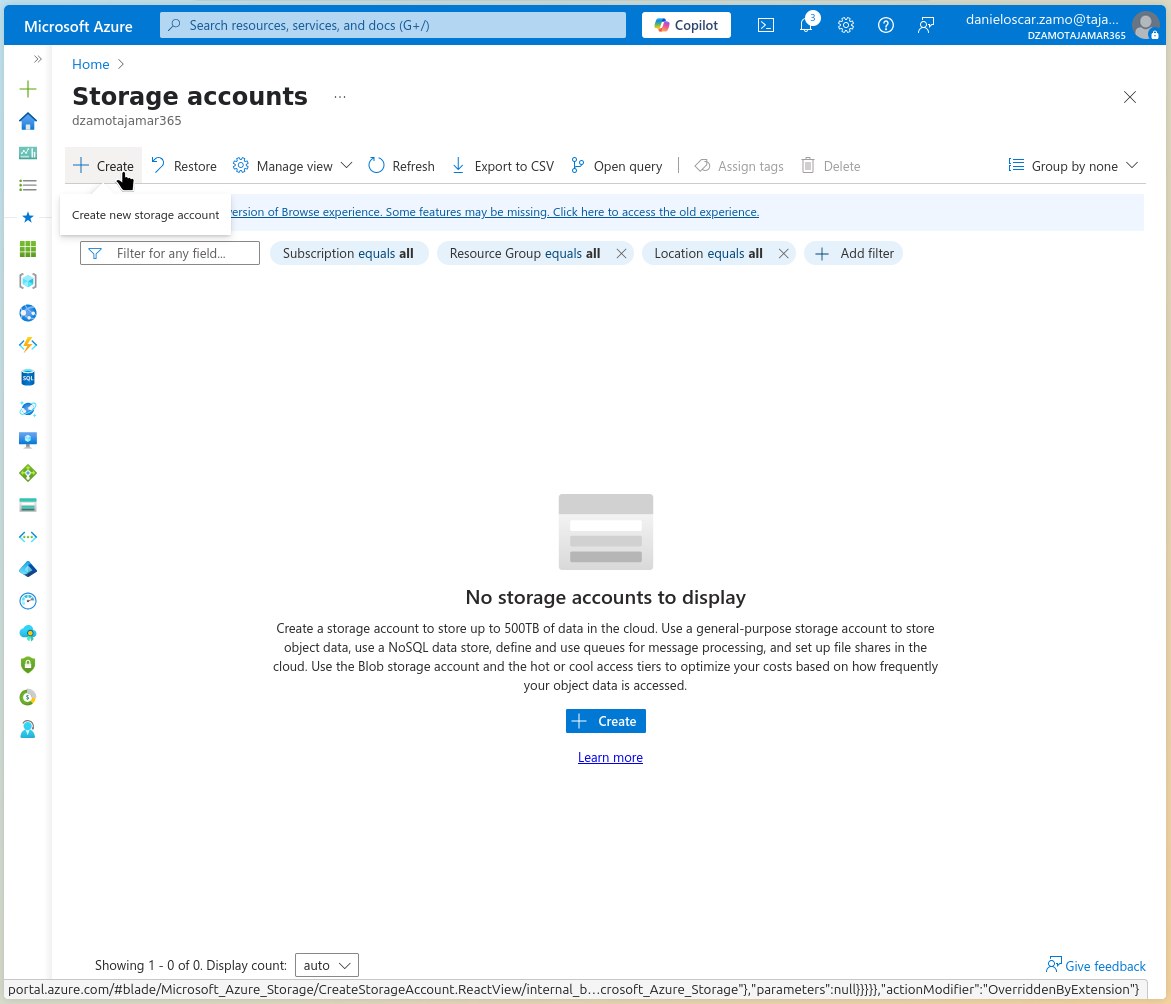 Microsoft Azure
Search resources, services, and docs (G+/)
Copilot
3
danieloscar.zamo@taja...
DZAMOTAJAMAR365
Home
Storage accounts
dzamotajamar365
Create
Restore
Manage view
Refresh
Export to CSV
Open query
Assign tags
Delete
Group by none
Create new storage account
version of Browse experience. Some features may be missing. Click here to access the old experience.
Filter for any field...
Subscription equals all
Resource Group equals all
Location equals all
Add filter
SQL
No storage accounts to display
Create a storage account to store up to 500TB of data in the cloud. Use a general-purpose storage account to store
object data, use a NoSQL data store, define and use queues for message processing, and set up file shares in the
cloud. Use the Blob storage account and the hot or cool access tiers to optimize your costs based on how frequently
your object data is accessed.
Create
Learn more
Showing 1 - 0 of 0. Display count:
auto
Give feedback
portal.azure.com/#blade/Microsoft_Azure_Storage/CreateStorageAccount.ReactView/internal_b...crosoft_Azure_Storage"},"parameters":null}}}}},"actionModifier":"OverriddenByExtension"}